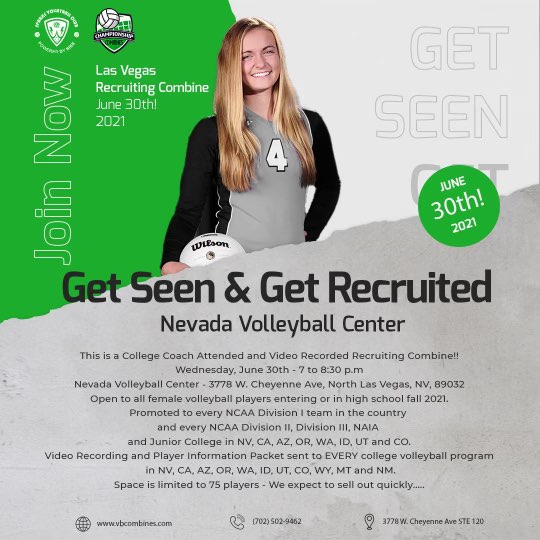 CHAMPIONSHIP
2021
Las Vegas
Recruiting Combine
June 30th!
2021
Join Now
GET
SEEN
GET
4
Wilson
JUNE
30th!
2021
Get Seen & Get Recruited
Nevada Volleyball Center
This is a College Coach Attended and Video Recorded Recruiting Combine!!
Wednesday, June 30th - 7 to 8:30 p.m
Nevada Volleyball Center - 3778 W. Cheyenne Ave, North Las Vegas, NV, 89032
Open to all female volleyball players entering or in high school fall 2021.
Promoted to every NCAA Division I team in the country
and every NCAA Division II, Division III, NAIA
and Junior College in NV, CA, AZ, OR, WA, ID, UT and CO.
Video Recording and Player Information Packet sent to EVERY college volleyball program
in NV, CA, AZ, OR, WA, ID, UT, CO, WY, MT and NM.
Space is limited to 75 players - We expect to sell out quickly.....
www.vbcombines.com
(702) 502-9462
3778 W. Cheyenne Ave STE 120